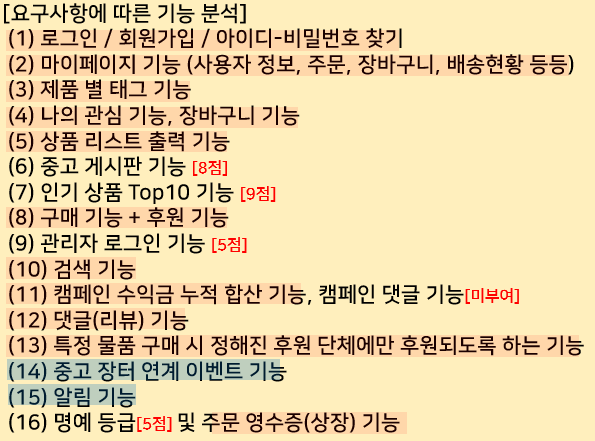 [요구사항에 따른 기능 분석]
(1) 로그인 / 회원가입 / 아이디-비밀번호 찾기
(2) 마이페이지 기능 (사용자 정보, 주문, 장바구니, 배송현황 등등)
(3) 제품 별 태그 기능
(4) 나의 관심 기능, 장바구니 기능
(5) 상품 리스트 출력 기능
(6) 중고 게시판 기능 [8점]
(7) 인기 상품 Top10 기능 [9점]
(8) 구매 기능 + 후원 기능
(9) 관리자 로그인 기능 [5점]
(10) 검색 기능
(11) 캠페인 수익금 누적 합산 기능, 캠페인 댓글 기능[미부여]
(12) 댓글(리뷰) 기능
(13) 특정 물품 구매 시 정해진 후원 단체에만 후원되도록 하는 기능
(14) 중고 장터 연계 이벤트 기능
(15) 알림 기능
(16) 명예 등급[5점] 및 주문 영수증(상장) 기능